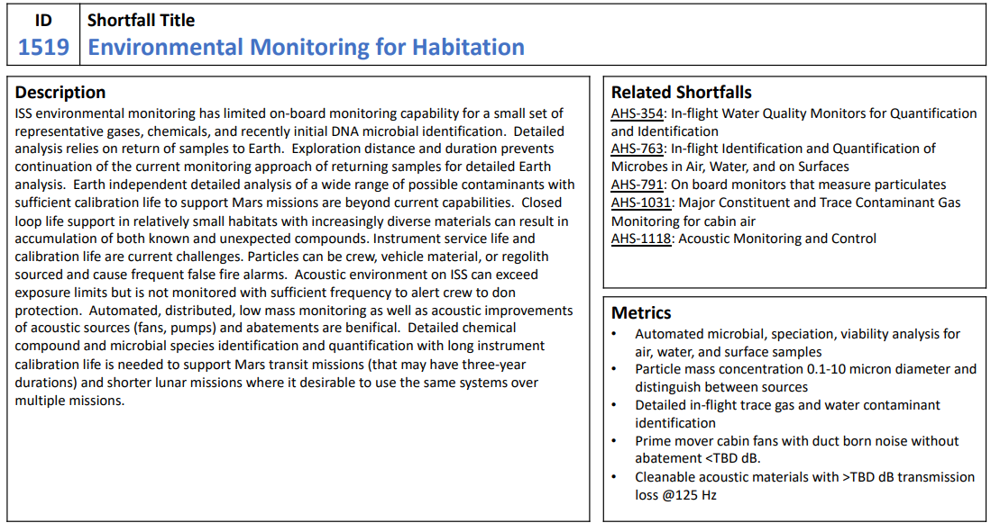 ID
Shortfall Title
1519
Environmental Monitoring for Habitation
Description
ISS environmental monitoring has limited on-board monitoring capability for a small set of
representative gases, chemicals, and recently initial DNA microbial identification.  Detailed
analysis relies on return of samples to Earth.  Exploration distance and duration prevents
continuation of the current monitoring approach of returning samples for detailed Earth
analysis.  Earth independent detailed analysis of a wide range of possible contaminants with
sufficient calibration life to support Mars missions are beyond current capabilities.  Closed
loop life support in relatively small habitats with increasingly diverse materials can result in
accumulation of both known and unexpected compounds. Instrument service life and
calibration life are current challenges. Particles can be crew, vehicle material, or regolith
sourced and cause frequent false fire alarms.  Acoustic environment on ISS can exceed
exposure limits but is not monitored with sufficient frequency to alert crew to don
protection.  Automated, distributed, low mass monitoring as well as acoustic improvements
of acoustic sources (fans, pumps) and abatements are benifical.  Detailed chemical
compound and microbial species identification and quantification with long instrument
calibration life is needed to support Mars transit missions (that may have three-year
durations) and shorter lunar missions where it desirable to use the same systems over
multiple missions.
Related Shortfalls
AHS-354: In-flight Water Quality Monitors for Quantification
and Identification
AHS-763: In-flight Identification and Quantification of
Microbes in Air, Water, and on Surfaces
AHS-791: On board monitors that measure particulates
AHS-1031: Major Constituent and Trace Contaminant Gas
Monitoring for cabin air
AHS-1118: Acoustic Monitoring and Control
Metrics
• Automated microbial, speciation, viability analysis for
air, water, and surface samples
• Particle mass concentration 0.1-10 micron diameter and
distinguish between sources
• Detailed in-flight trace gas and water contaminant
identification
• Prime mover cabin fans with duct born noise without
abatement <TBD dB.
• Cleanable acoustic materials with >TBD dB transmission
loss @125 Hz